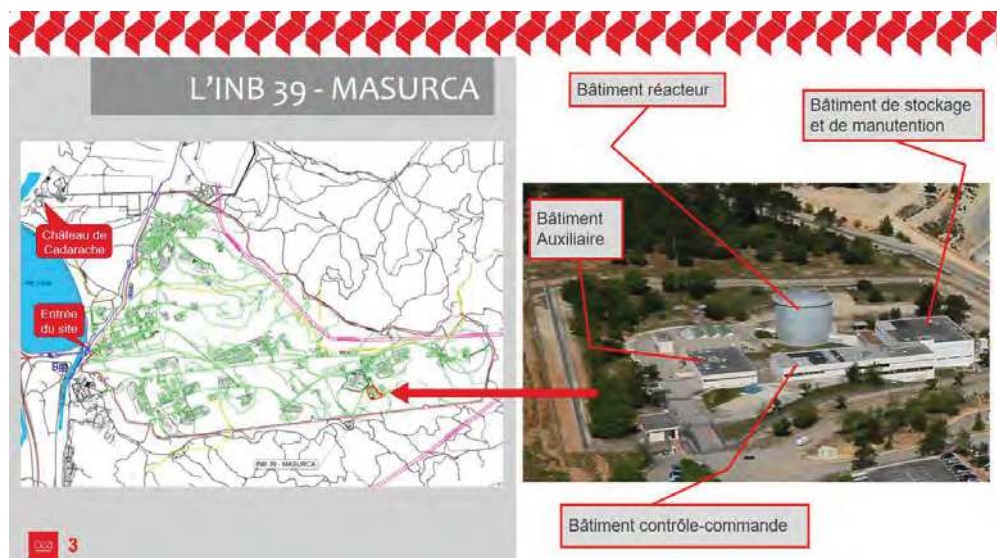 L'INB 39 - MASURCA
Château de
Cadarache
Entrée
du site
INB 39 - MASURCA
Bâtiment réacteur
Bâtiment de stockage
et de manutention
Bâtiment
Auxiliaire
Bâtiment contrôle-commande
cea
3